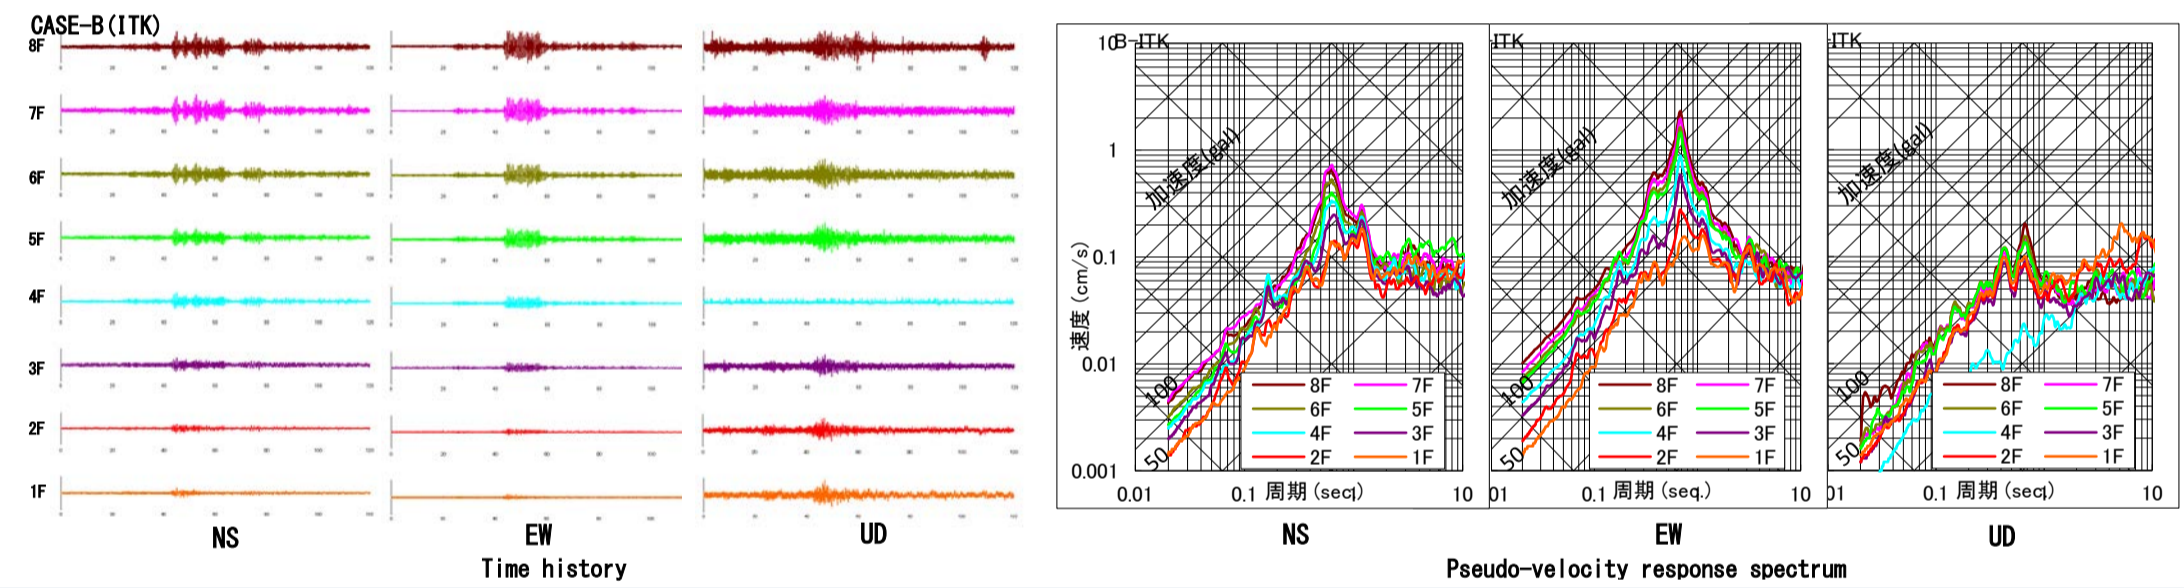 CASE-B(ITK)
8F
7F
6F
5F
4F
3F
2F
1F
NS
EW
UD
Time history
B-ITK
10
1
0.1
0.01
0.001
速度 (cm/s)
加速度(gal)
100
50
8F 7F
6F 5F
4F 3F
2F 1F
0.01 0.1 周期 (sec.) 10
NS
-ITK
加速度(gal)
100
50
8F 7F
6F 5F
4F 3F
2F 1F
01 0.1 周期 (sec.) 10
EW
-ITK
加速度(gal)
100
50
8F 7F
6F 5F
4F 3F
2F 1F
01 0.1 周期 (sec.) 10
UD
Pseudo-velocity response spectrum